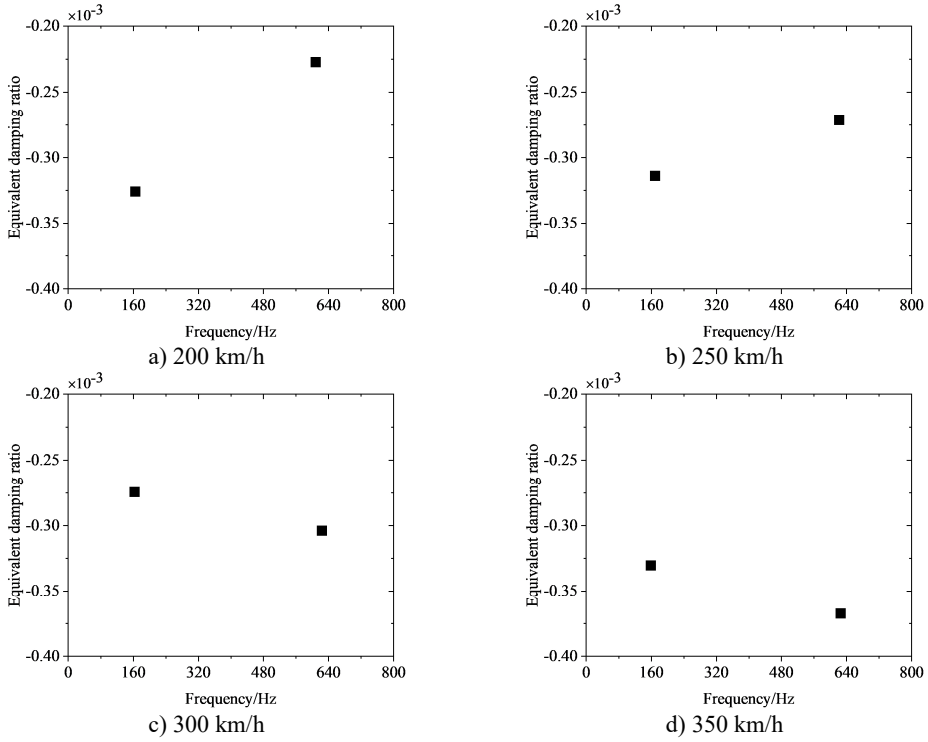 ×10⁻³
-0.20
-0.25
-0.30
-0.35
-0.40
Equivalent damping ratio
0 160 320 480 640 800
Frequency/Hz
a) 200 km/h
×10⁻³
-0.20
-0.25
-0.30
-0.35
-0.40
Equivalent damping ratio
0 160 320 480 640 800
Frequency/Hz
b) 250 km/h
×10⁻³
-0.20
-0.25
-0.30
-0.35
-0.40
Equivalent damping ratio
0 160 320 480 640 800
Frequency/Hz
c) 300 km/h
×10⁻³
-0.20
-0.25
-0.30
-0.35
-0.40
Equivalent damping ratio
0 160 320 480 640 800
Frequency/Hz
d) 350 km/h